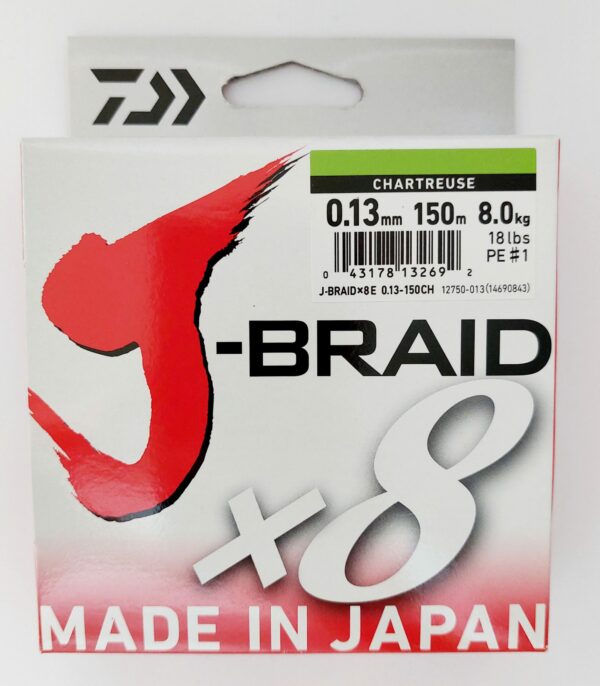 CHARTREUSE
0.13mm 150m 8.0kg
18lbs
PE#1
0 43178 13269 2
J-BRAID×8E 0.13-150CH 12750-013(14690843)
J-BRAID
×8
MADE IN JAPAN